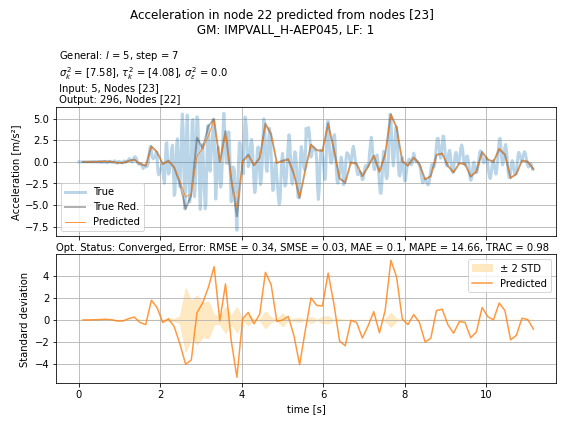 Acceleration in node 22 predicted from nodes [23]
GM: IMPVALL_H-AEP045, LF: 1
General: l = 5, step = 7
σ²ₖ = [7.58], τ²ₖ = [4.08], σ²ε = 0.0
Input: 5, Nodes [23]
Output: 296, Nodes [22]
Acceleration [m/s²]
5.0
2.5
0.0
−2.5
−5.0
−7.5
True
True Red.
Predicted
Opt. Status: Converged, Error: RMSE = 0.34, SMSE = 0.03, MAE = 0.1, MAPE = 14.66, TRAC = 0.98
Standard deviation
4
2
0
−2
−4
± 2 STD
Predicted
0 2 4 6 8 10
time [s]